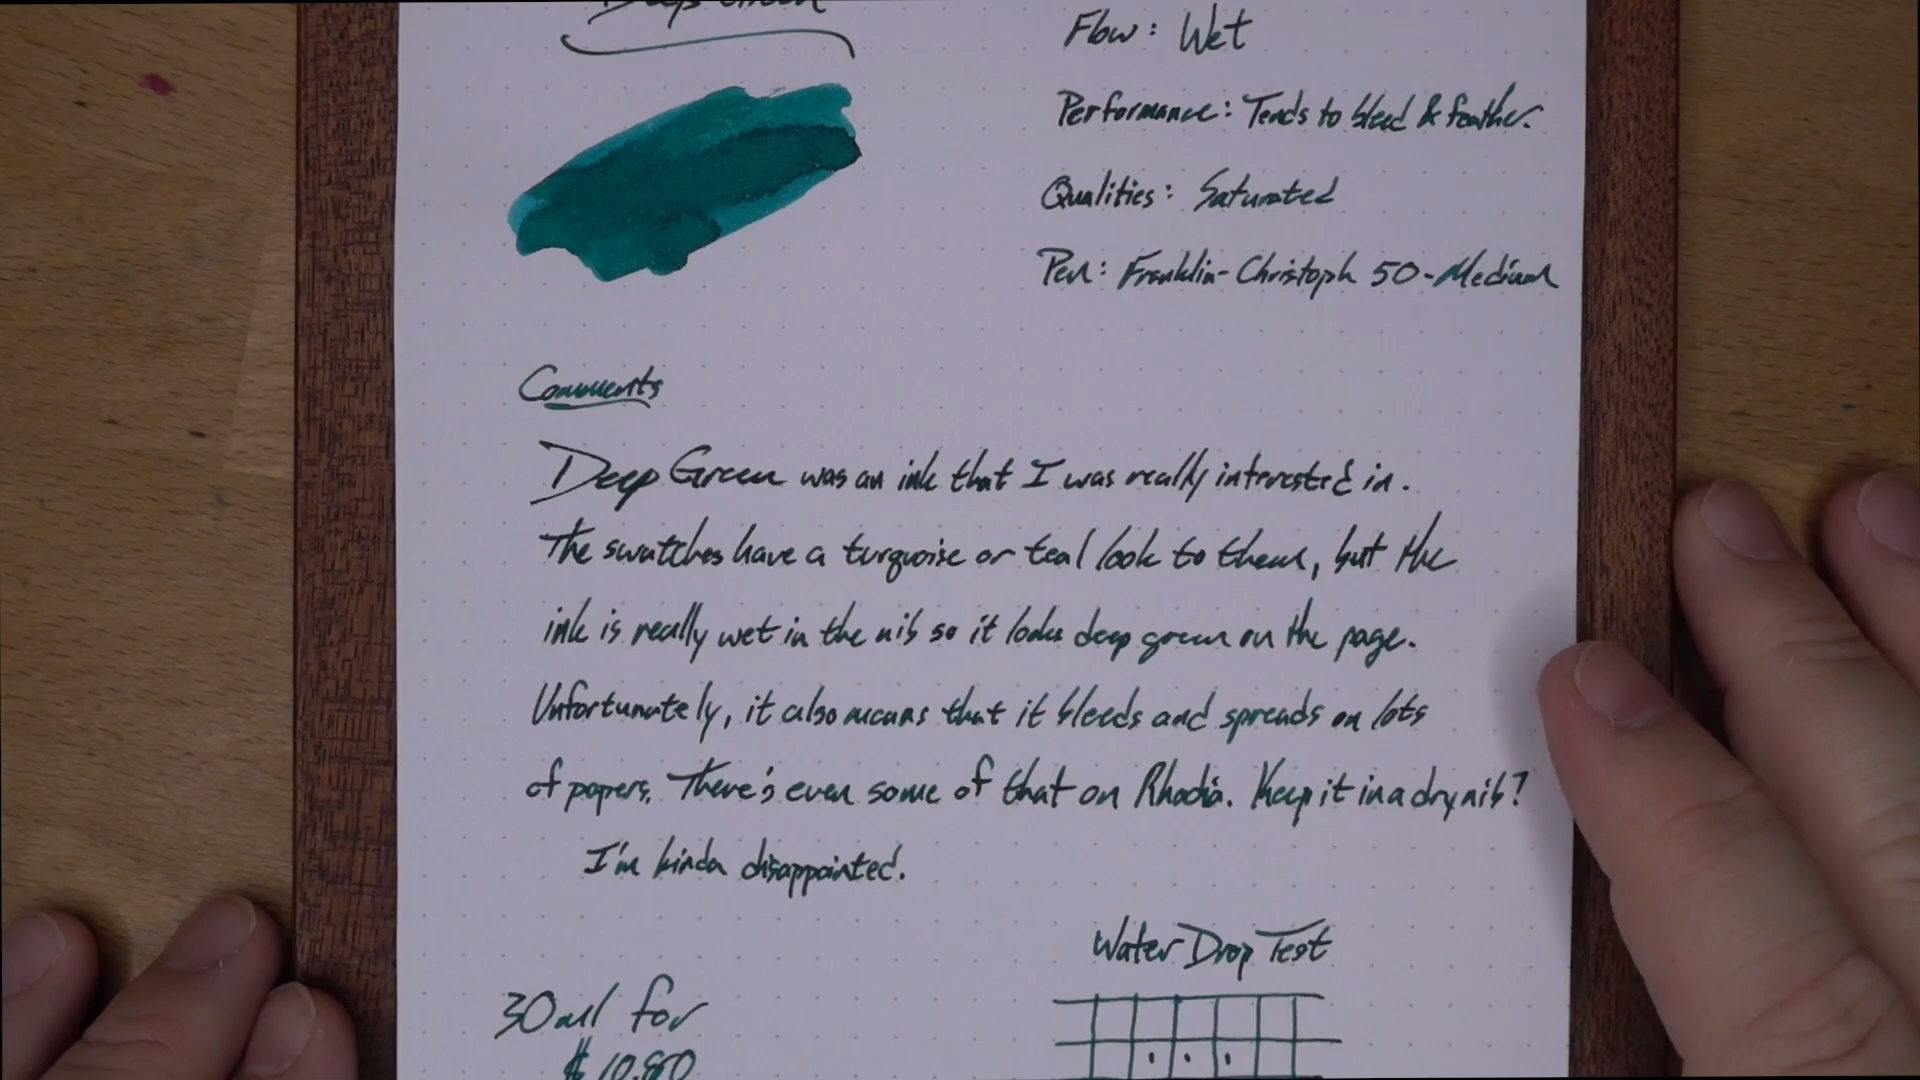 Deep Green
Flow: Wet
Performance: Tends to bleed & feather.
Qualities: Saturated
Pen: Franklin-Christoph 50-Medium
Comments
Deep Green was an ink that I was really interested in.
The swatches have a turquoise or teal look to them, but the
ink is really wet in the nib so it looks deep green on the page.
Unfortunately, it also means that it bleeds and spreads on lots
of papers. There's even some of that on Rhodia. Keep it in a dry nib?
I'm kinda disappointed.
Water Drop Test
30ml for